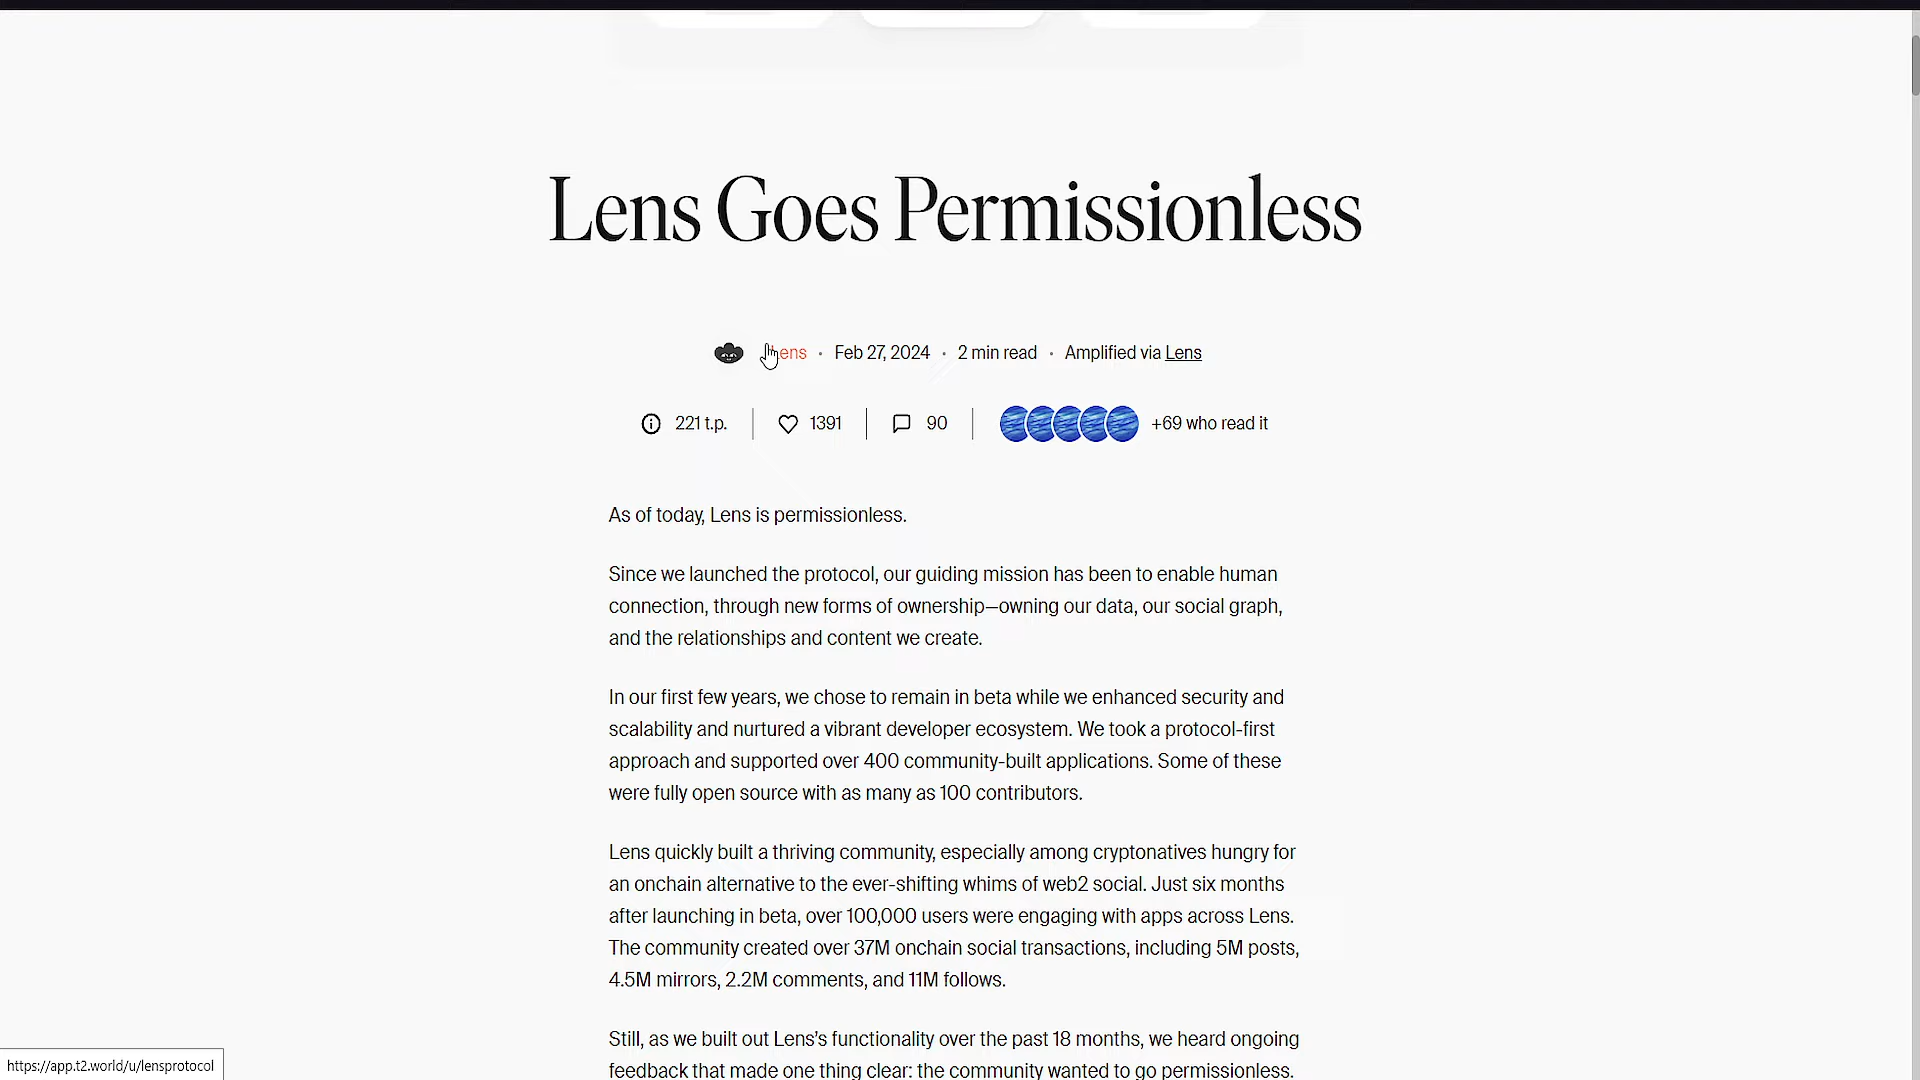 Lens Goes Permissionless
Lens · Feb 27, 2024 · 2 min read · Amplified via Lens
221 t.p. 1391 90 +69 who read it
As of today, Lens is permissionless.
Since we launched the protocol, our guiding mission has been to enable human
connection, through new forms of ownership—owning our data, our social graph,
and the relationships and content we create.
In our first few years, we chose to remain in beta while we enhanced security and
scalability and nurtured a vibrant developer ecosystem. We took a protocol-first
approach and supported over 400 community-built applications. Some of these
were fully open source with as many as 100 contributors.
Lens quickly built a thriving community, especially among cryptonatives hungry for
an onchain alternative to the ever-shifting whims of web2 social. Just six months
after launching in beta, over 100,000 users were engaging with apps across Lens.
The community created over 37M onchain social transactions, including 5M posts,
4.5M mirrors, 2.2M comments, and 11M follows.
Still, as we built out Lens's functionality over the past 18 months, we heard ongoing
feedback that made one thing clear: the community wanted to go permissionless.
https://app.t2.world/u/lensprotocol